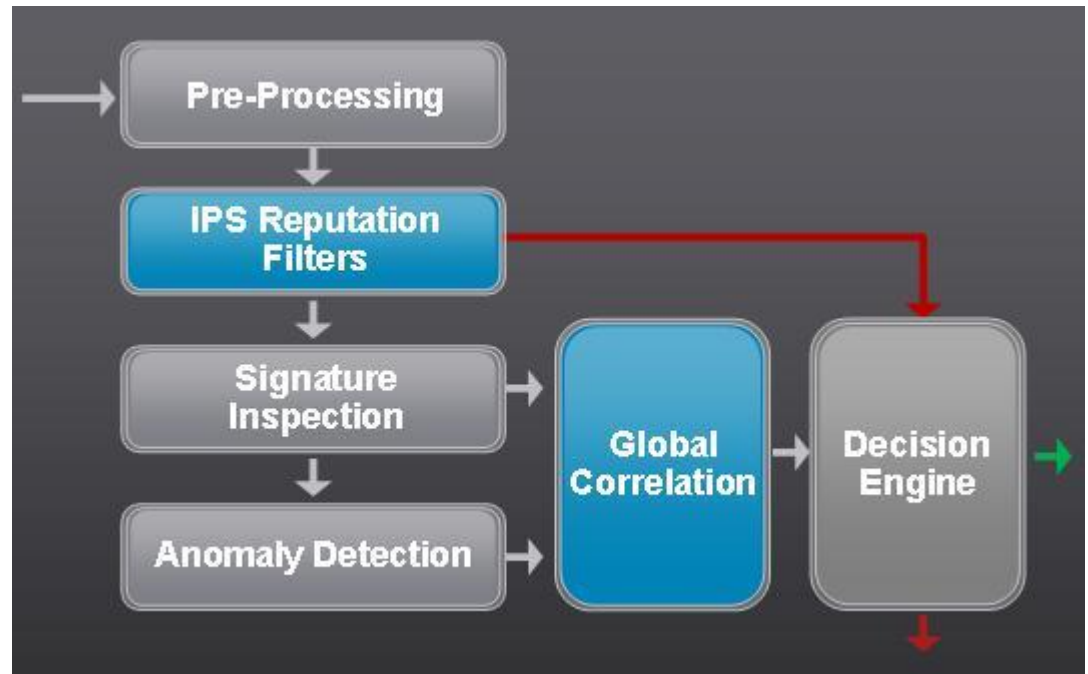 Pre-Processing
IPS Reputation
Filters
Signature
Inspection
Anomaly Detection
Global
Correlation
Decision
Engine